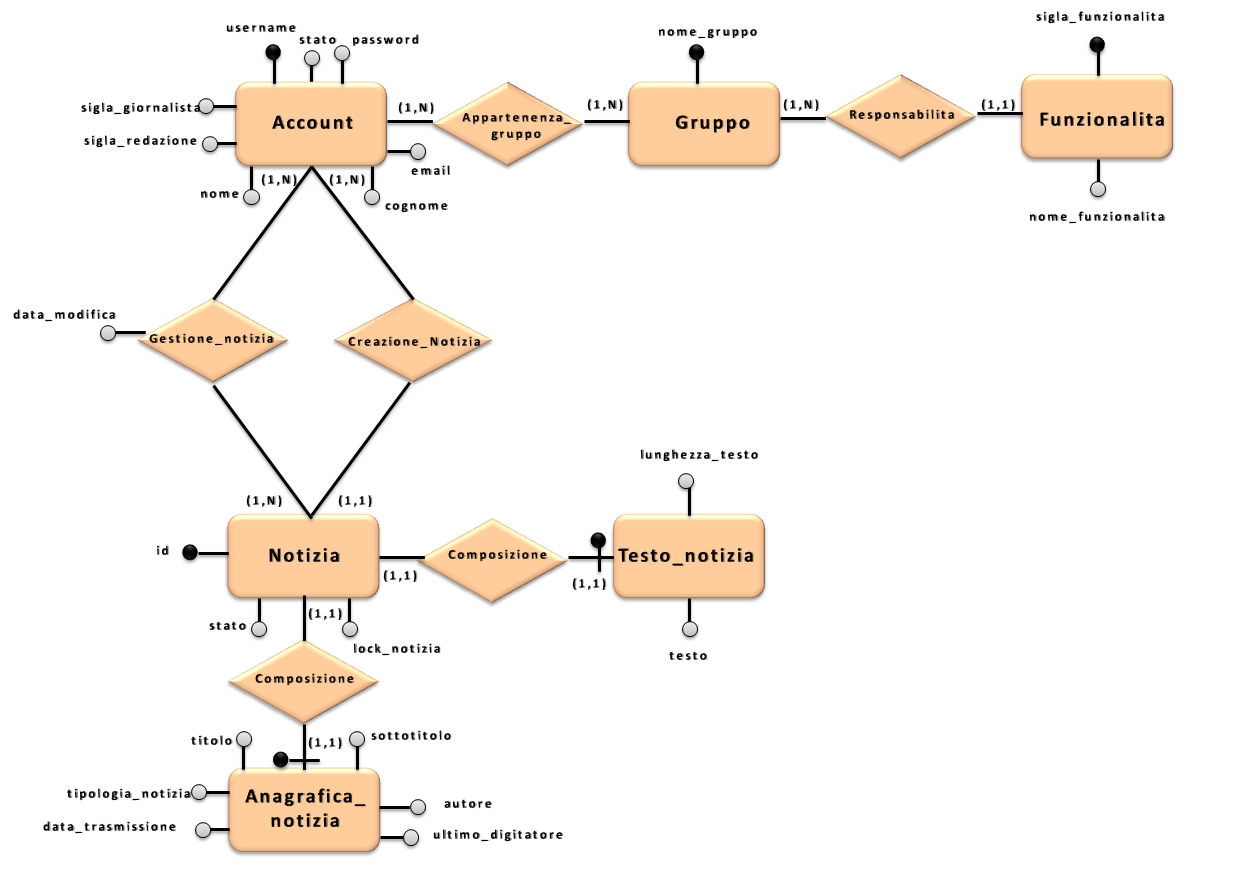 sigla_funzionalita
username
nome_gruppo
stato
password
sigla_giornalista
(1,N)
(1,N)
(1,N)
(1,1)
Account
Appartenenza_
gruppo
Gruppo
Responsabilita
Funzionalita
sigla_redazione
email
(1,N)
(1,N)
nome
cognome
nome_funzionalita
data_modifica
Gestione_notizia
Creazione_Notizia
lunghezza_testo
(1,N)
(1,1)
id
Notizia
Composizione
Testo_notizia
(1,1)
(1,1)
stato
(1,1)
lock_notizia
testo
Composizione
titolo
(1,1)
sottotitolo
tipologia_notizia
Anagrafica_
notizia
autore
data_trasmissione
ultimo_digitatore